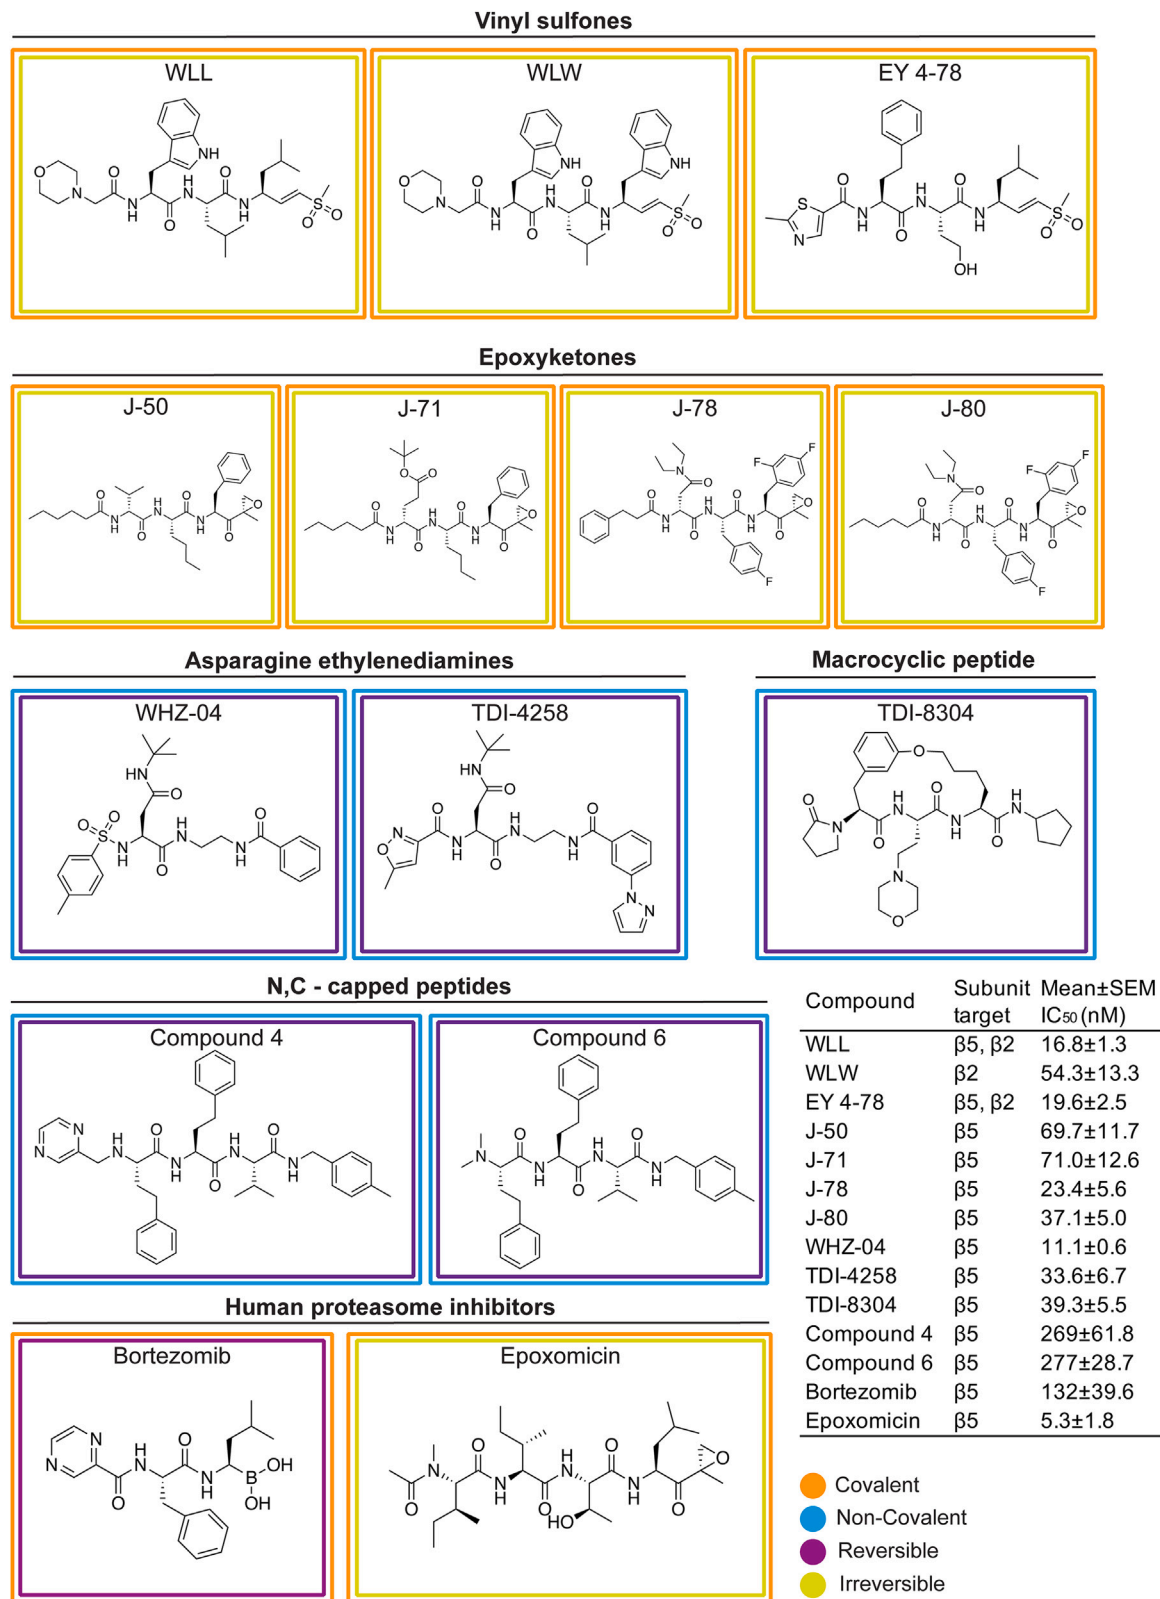 Vinyl sulfones
WLL
WLW
EY 4-78
Epoxyketones
J-50
J-71
J-78
J-80
Asparagine ethylenediamines
Macrocyclic peptide
WHZ-04
TDI-4258
TDI-8304
N,C - capped peptides
Compound 4
Compound 6
Human proteasome inhibitors
Bortezomib
Epoxomicin
Compound Subunit target Mean±SEM IC50 (nM)
WLL β5, β2 16.8±1.3
WLW β2 54.3±13.3
EY 4-78 β5, β2 19.6±2.5
J-50 β5 69.7±11.7
J-71 β5 71.0±12.6
J-78 β5 23.4±5.6
J-80 β5 37.1±5.0
WHZ-04 β5 11.1±0.6
TDI-4258 β5 33.6±6.7
TDI-8304 β5 39.3±5.5
Compound 4 β5 269±61.8
Compound 6 β5 277±28.7
Bortezomib β5 132±39.6
Epoxomicin β5 5.3±1.8
Covalent
Non-Covalent
Reversible
Irreversible